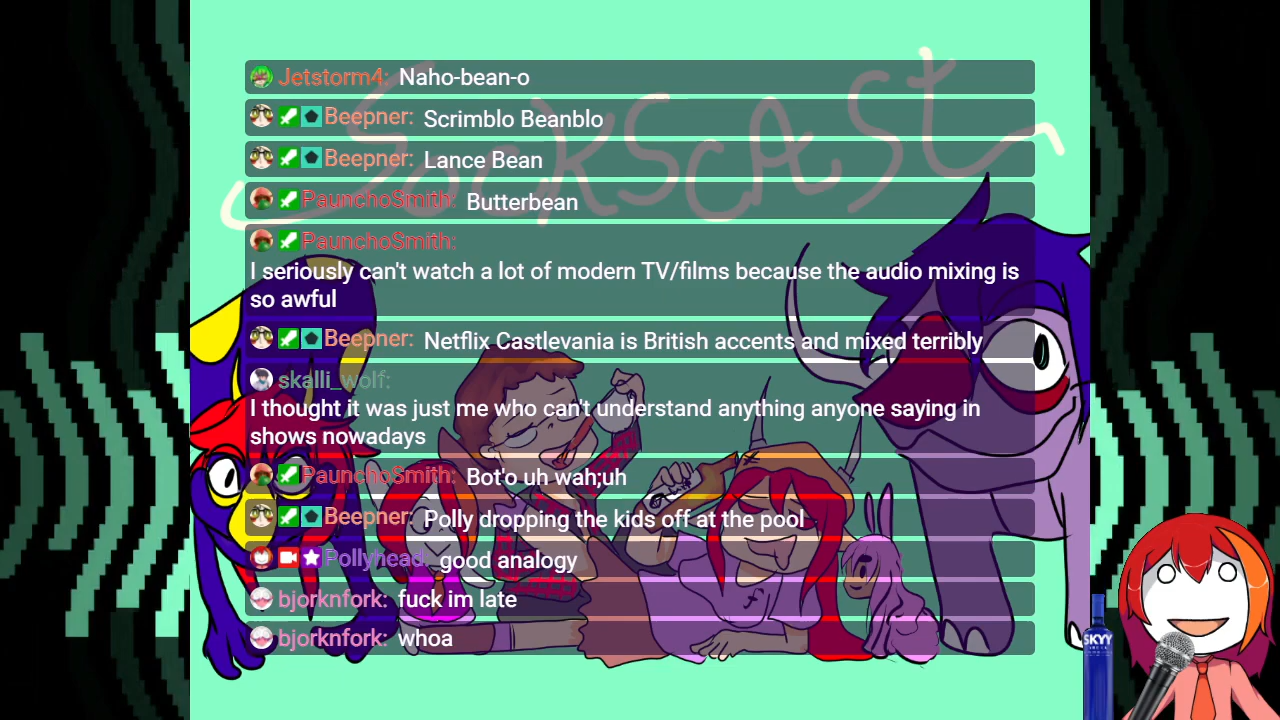 SocKSCASt
Jetstorm4: Naho-bean-o
Beepner: Scrimblo Beanblo
Beepner: Lance Bean
PaunchoSmith: Butterbean
PaunchoSmith:
I seriously can't watch a lot of modern TV/films because the audio mixing is
so awful
Beepner: Netflix Castlevania is British accents and mixed terribly
skalli_wolf:
I thought it was just me who can't understand anything anyone saying in
shows nowadays
PaunchoSmith: Bot'o uh wah;uh
Beepner: Polly dropping the kids off at the pool
Pollyhead: good analogy
bjorknfork: fuck im late
bjorknfork: whoa
SKYY